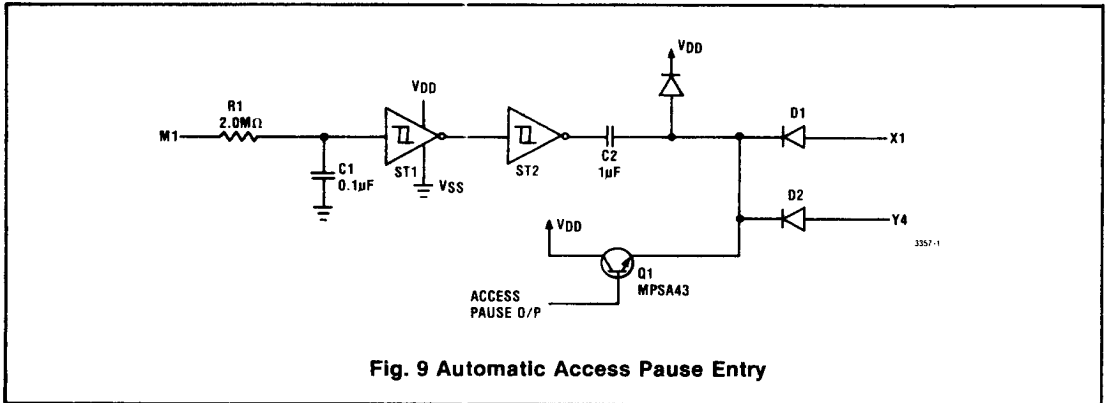 VDD
R1
2.0MΩ
M1
VDD
D1
X1
C1
0.1µF
ST1
VSS
ST2
C2
1µF
D2
Y4
VDD
3357-1
Q1
MPSA43
ACCESS
PAUSE O/P
Fig. 9 Automatic Access Pause Entry